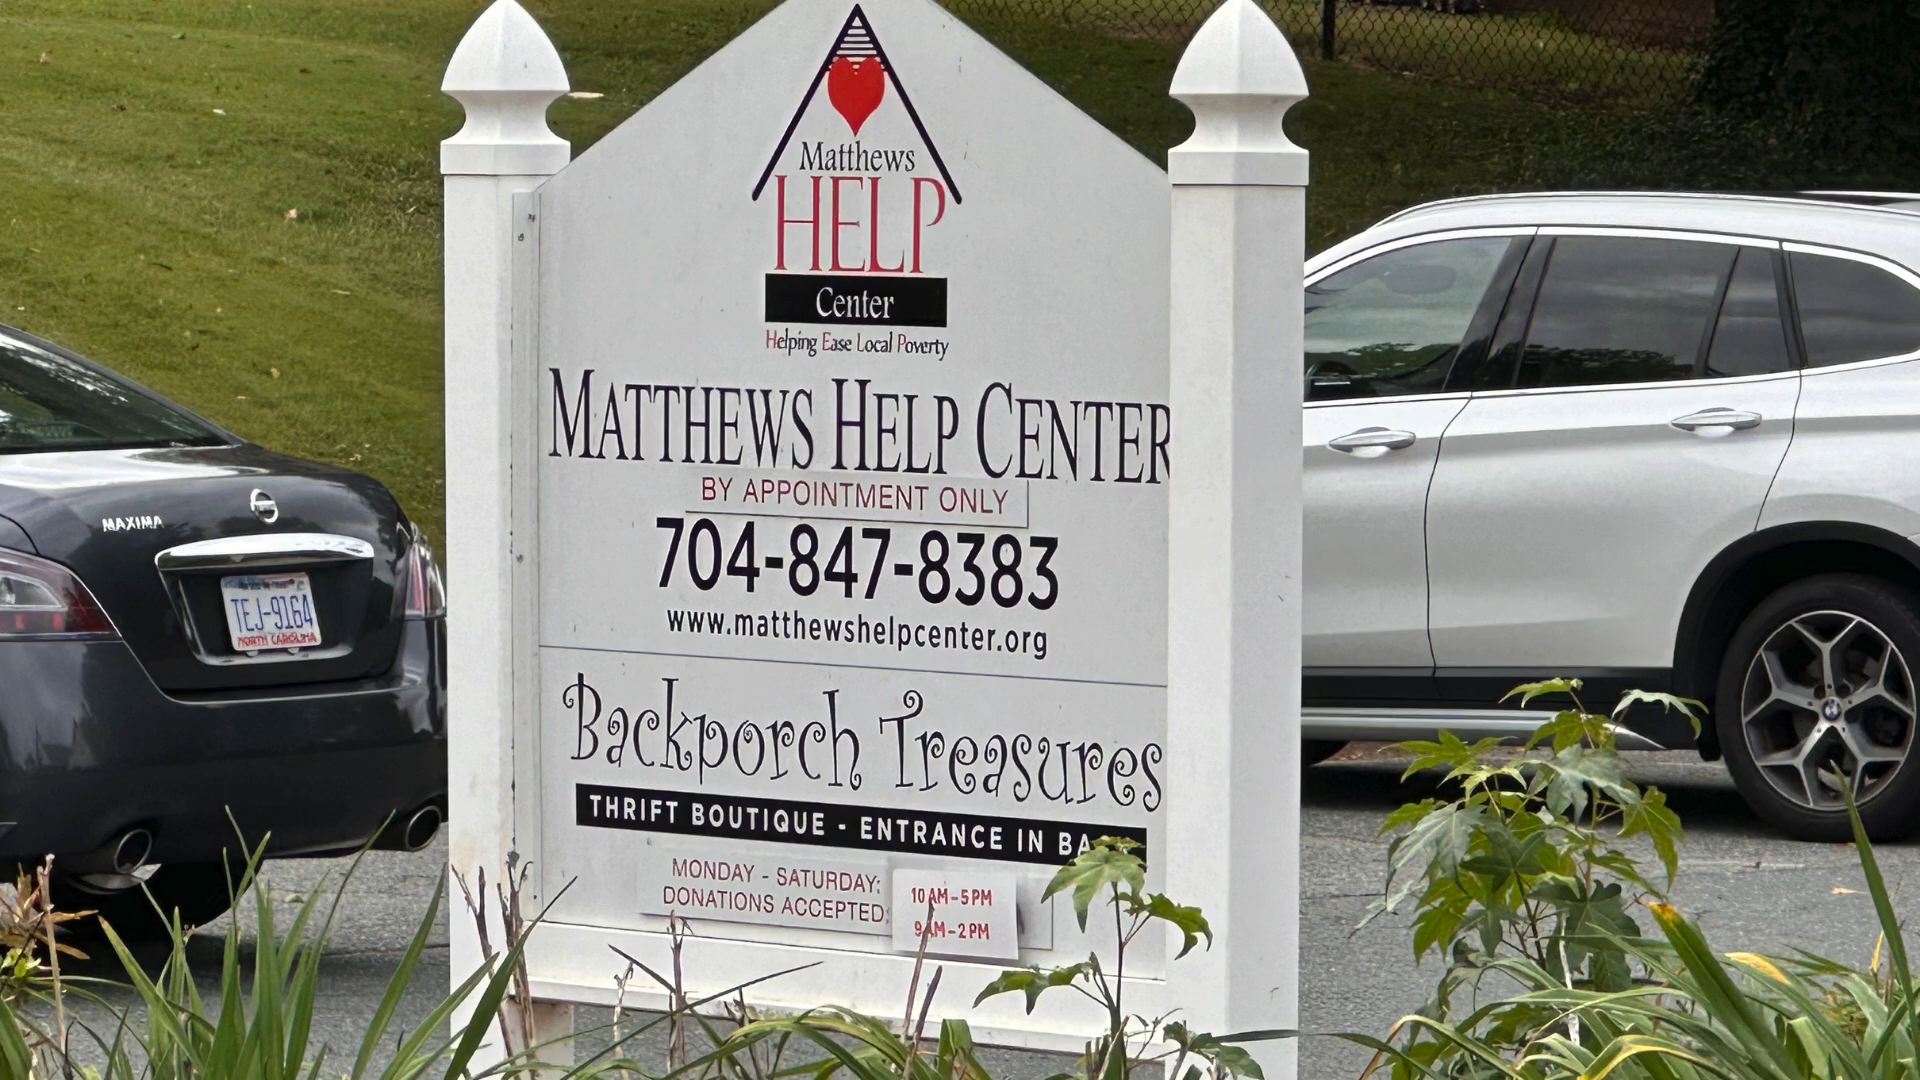 Matthews
HELP
Center
Helping Ease Local Poverty
MATTHEWS HELP CENTER
BY APPOINTMENT ONLY
704-847-8383
www.matthewshelpcenter.org
Backporch Treasures
THRIFT BOUTIQUE - ENTRANCE IN BA
MONDAY - SATURDAY: 10AM-5PM
DONATIONS ACCEPTED: 9AM-2PM
MAXIMA
TEJ-9164
NORTH CAROLINA